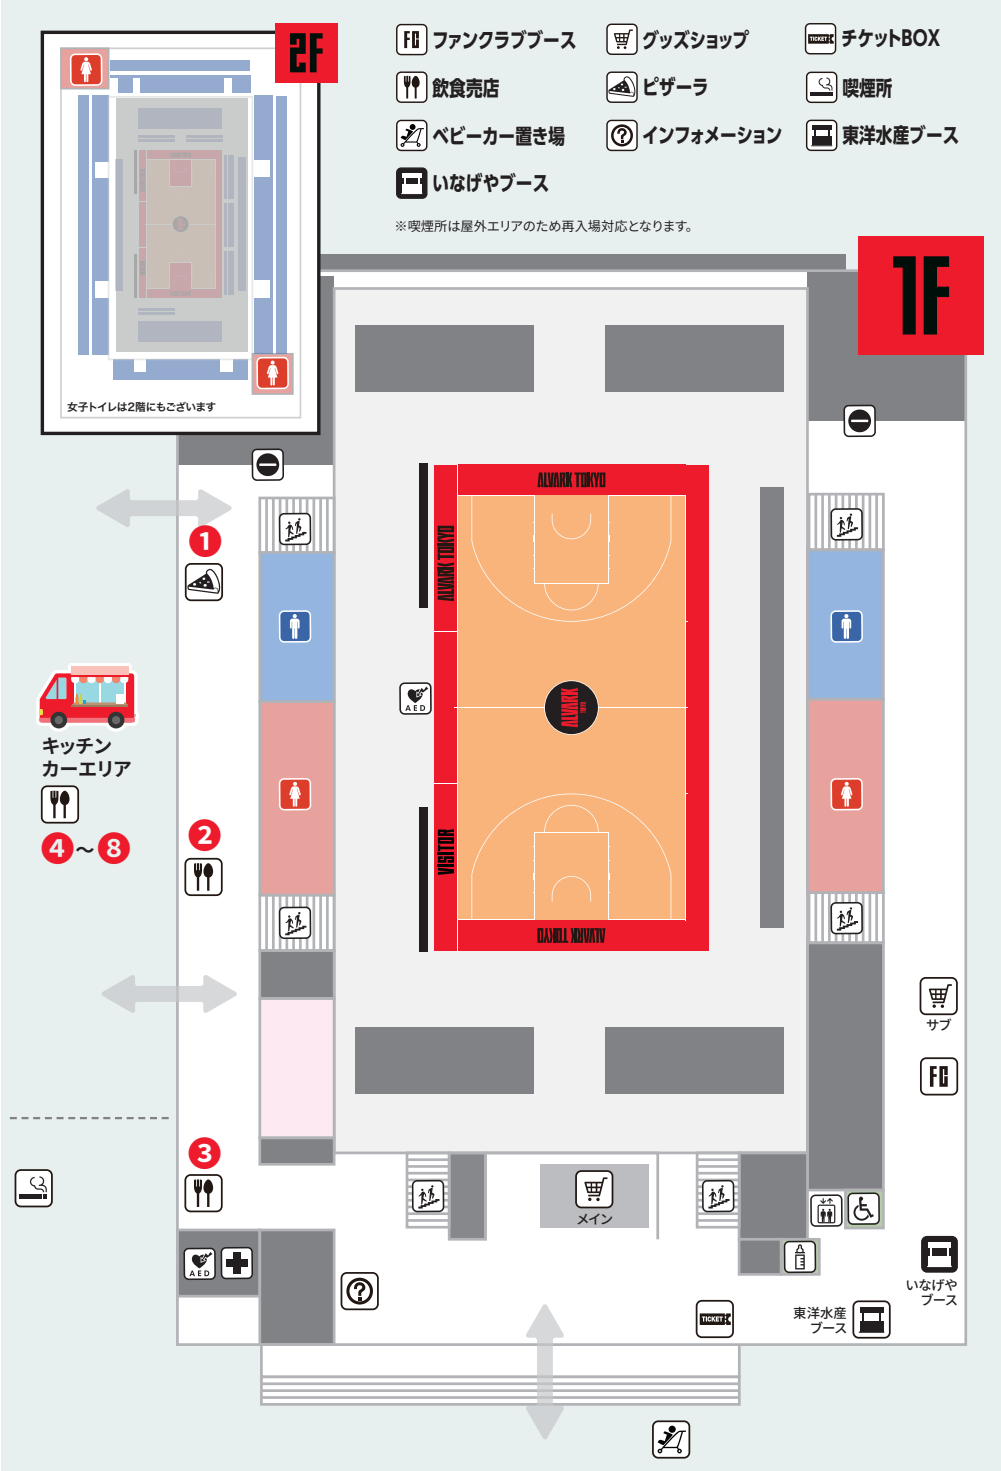 2F
FC ファンクラブブース
グッズショップ
TICKET チケットBOX
飲食売店
ピザーラ
喫煙所
ベビーカー置き場
インフォメーション
東洋水産ブース
いなげやブース
※喫煙所は屋外エリアのため再入場対応となります。
女子トイレは2階にもございます
1F
ALVARK TOKYO
ALVARK TOKYO
1
AED
ALVARK
TOKYO
キッチン
カーエリア
4～8
2
VISITOR
ALVARK TOKYO
サブ
FC
3
メイン
AED
いなげや
ブース
TICKET
東洋水産
ブース